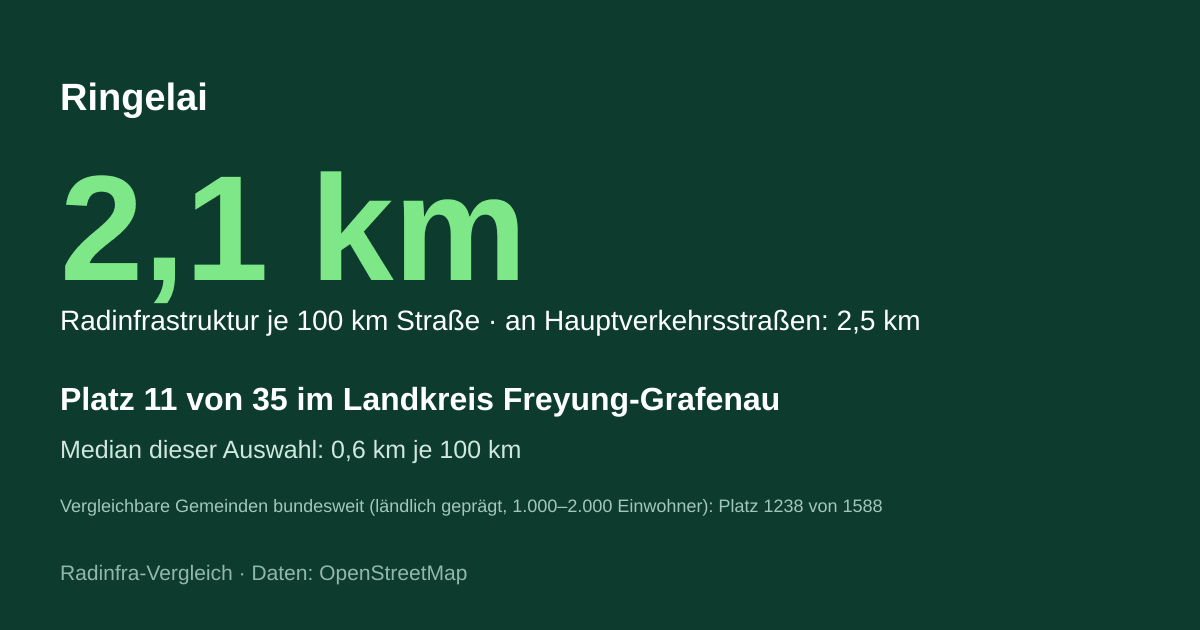 Ringelai
2,1 km
Radinfrastruktur je 100 km Straße · an Hauptverkehrsstraßen: 2,5 km
Platz 11 von 35 im Landkreis Freyung-Grafenau
Median dieser Auswahl: 0,6 km je 100 km
Vergleichbare Gemeinden bundesweit (ländlich geprägt, 1.000–2.000 Einwohner): Platz 1238 von 1588
Radinfra-Vergleich · Daten: OpenStreetMap